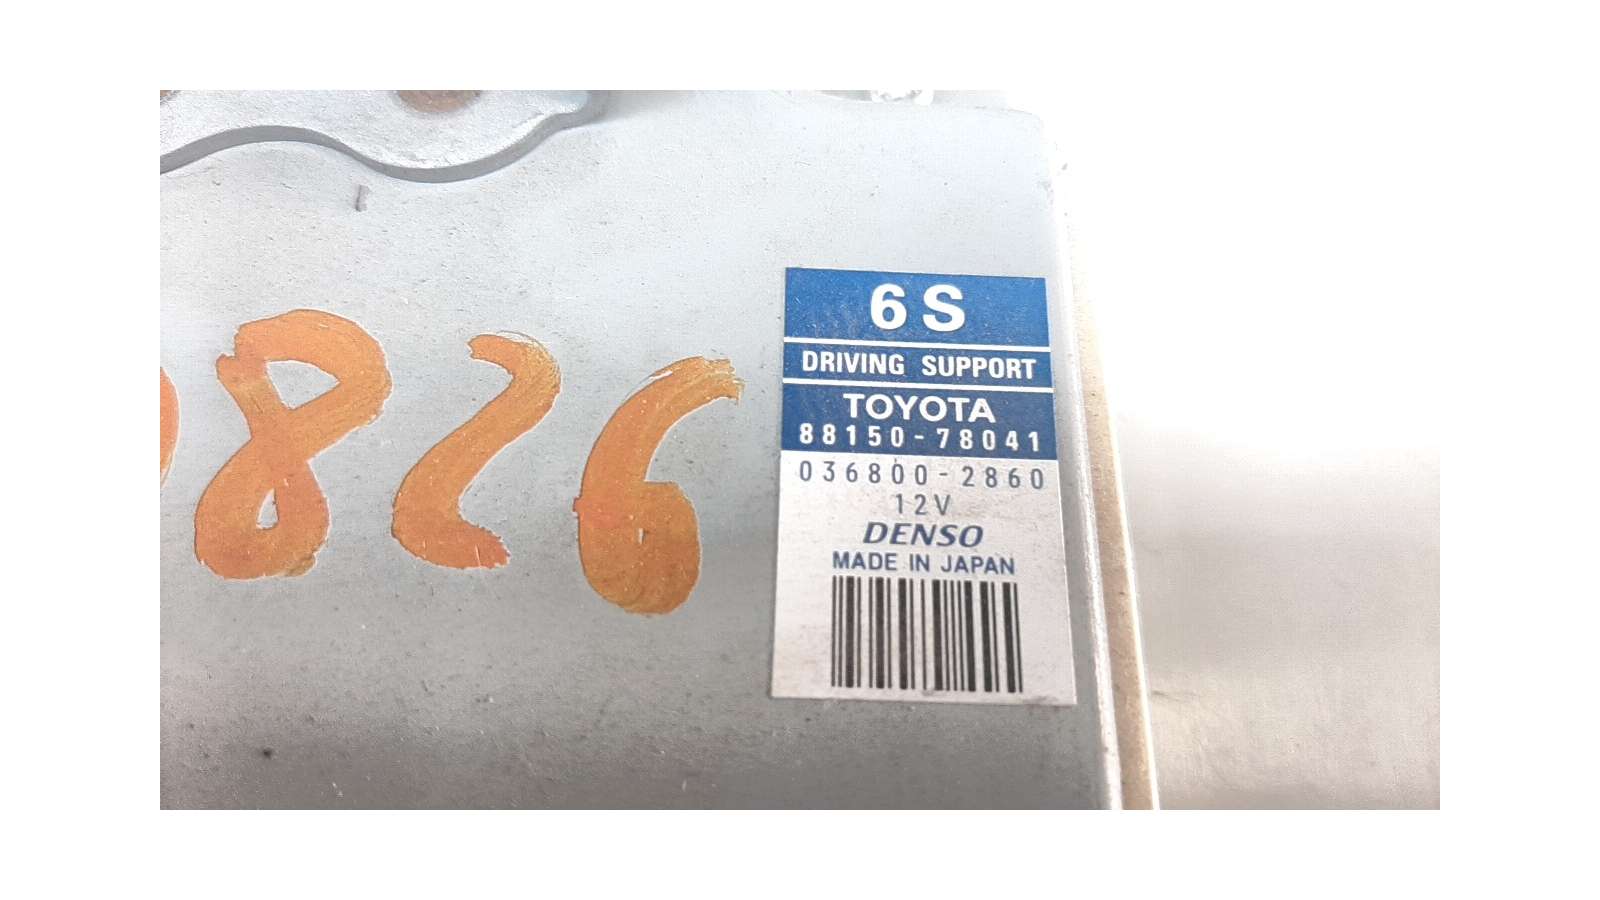 826
6S
DRIVING SUPPORT
TOYOTA
88150-78041
036800-2860
12V
DENSO
MADE IN JAPAN